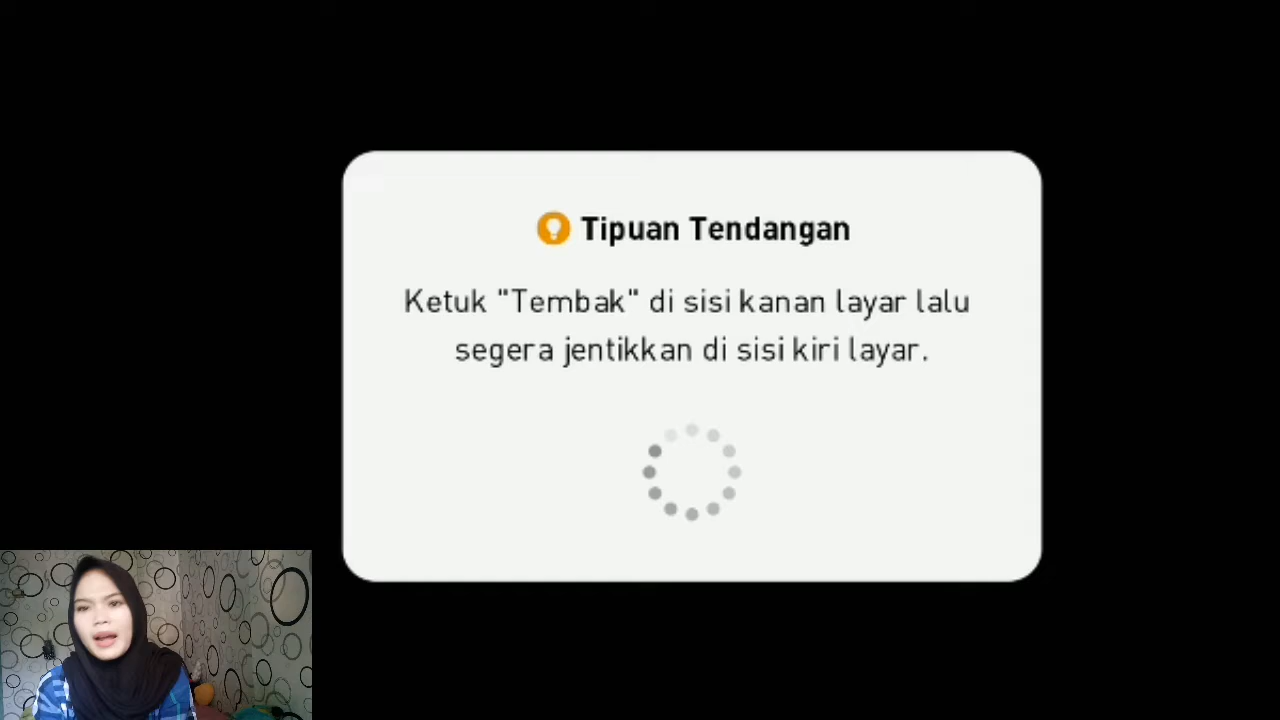 Tipuan Tendangan
Ketuk "Tembak" di sisi kanan layar lalu
segera jentikkan di sisi kiri layar.